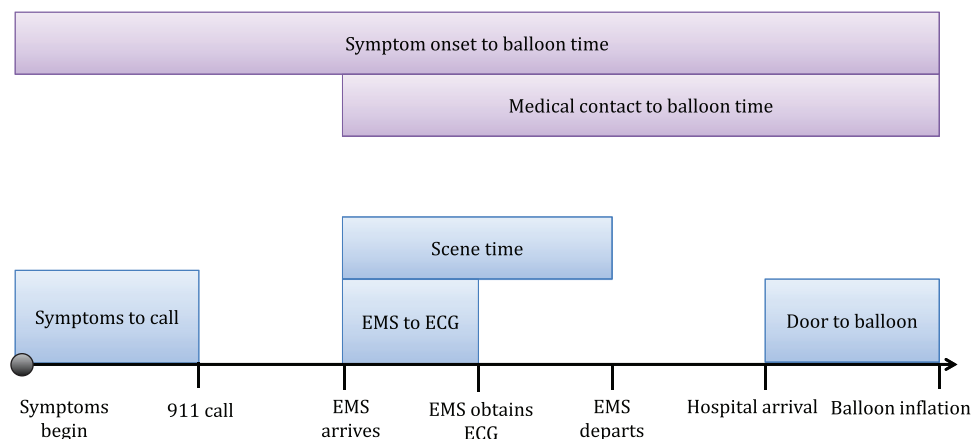 Symptom onset to balloon time
Medical contact to balloon time
Scene time
Symptoms to call
EMS to ECG
Door to balloon
Symptoms
begin
911 call
EMS
arrives
EMS obtains
ECG
EMS
departs
Hospital arrival
Balloon inflation